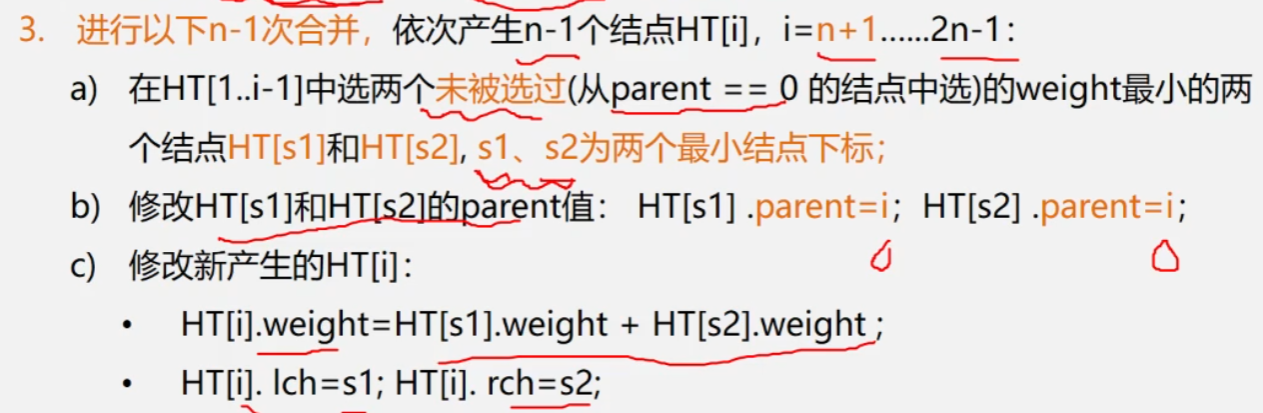 3. 进行以下n-1次合并，依次产生n-1个结点HT[i]，i=n+1……2n-1：
a) 在HT[1..i-1]中选两个未被选过(从parent == 0 的结点中选)的weight最小的两
个结点HT[s1]和HT[s2], s1、s2为两个最小结点下标；
b) 修改HT[s1]和HT[s2]的parent值： HT[s1] .parent=i；HT[s2] .parent=i；
c) 修改新产生的HT[i]：
• HT[i].weight=HT[s1].weight + HT[s2].weight ;
• HT[i]. lch=s1; HT[i]. rch=s2;